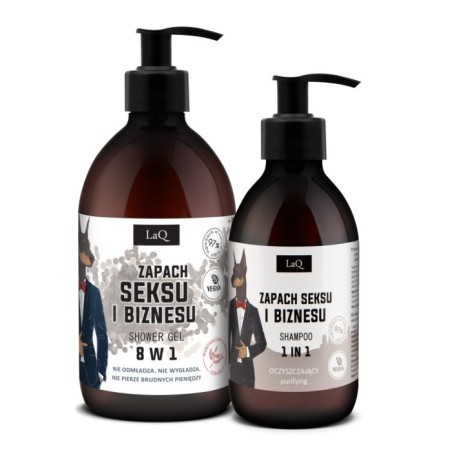 LaQ
ZAPACH
SEKSU
I BIZNESU
SHOWER GEL
8 W 1
NIE ODMŁADZA. NIE WYGŁADZA.
NIE PIERZE BRUDNYCH PIENIĘDZY
97%
VEGAN
LaQ
ZAPACH SEKSU
I BIZNESU
SHAMPOO
1 IN 1
OCZYSZCZAJĄCY
purifying
VEGAN